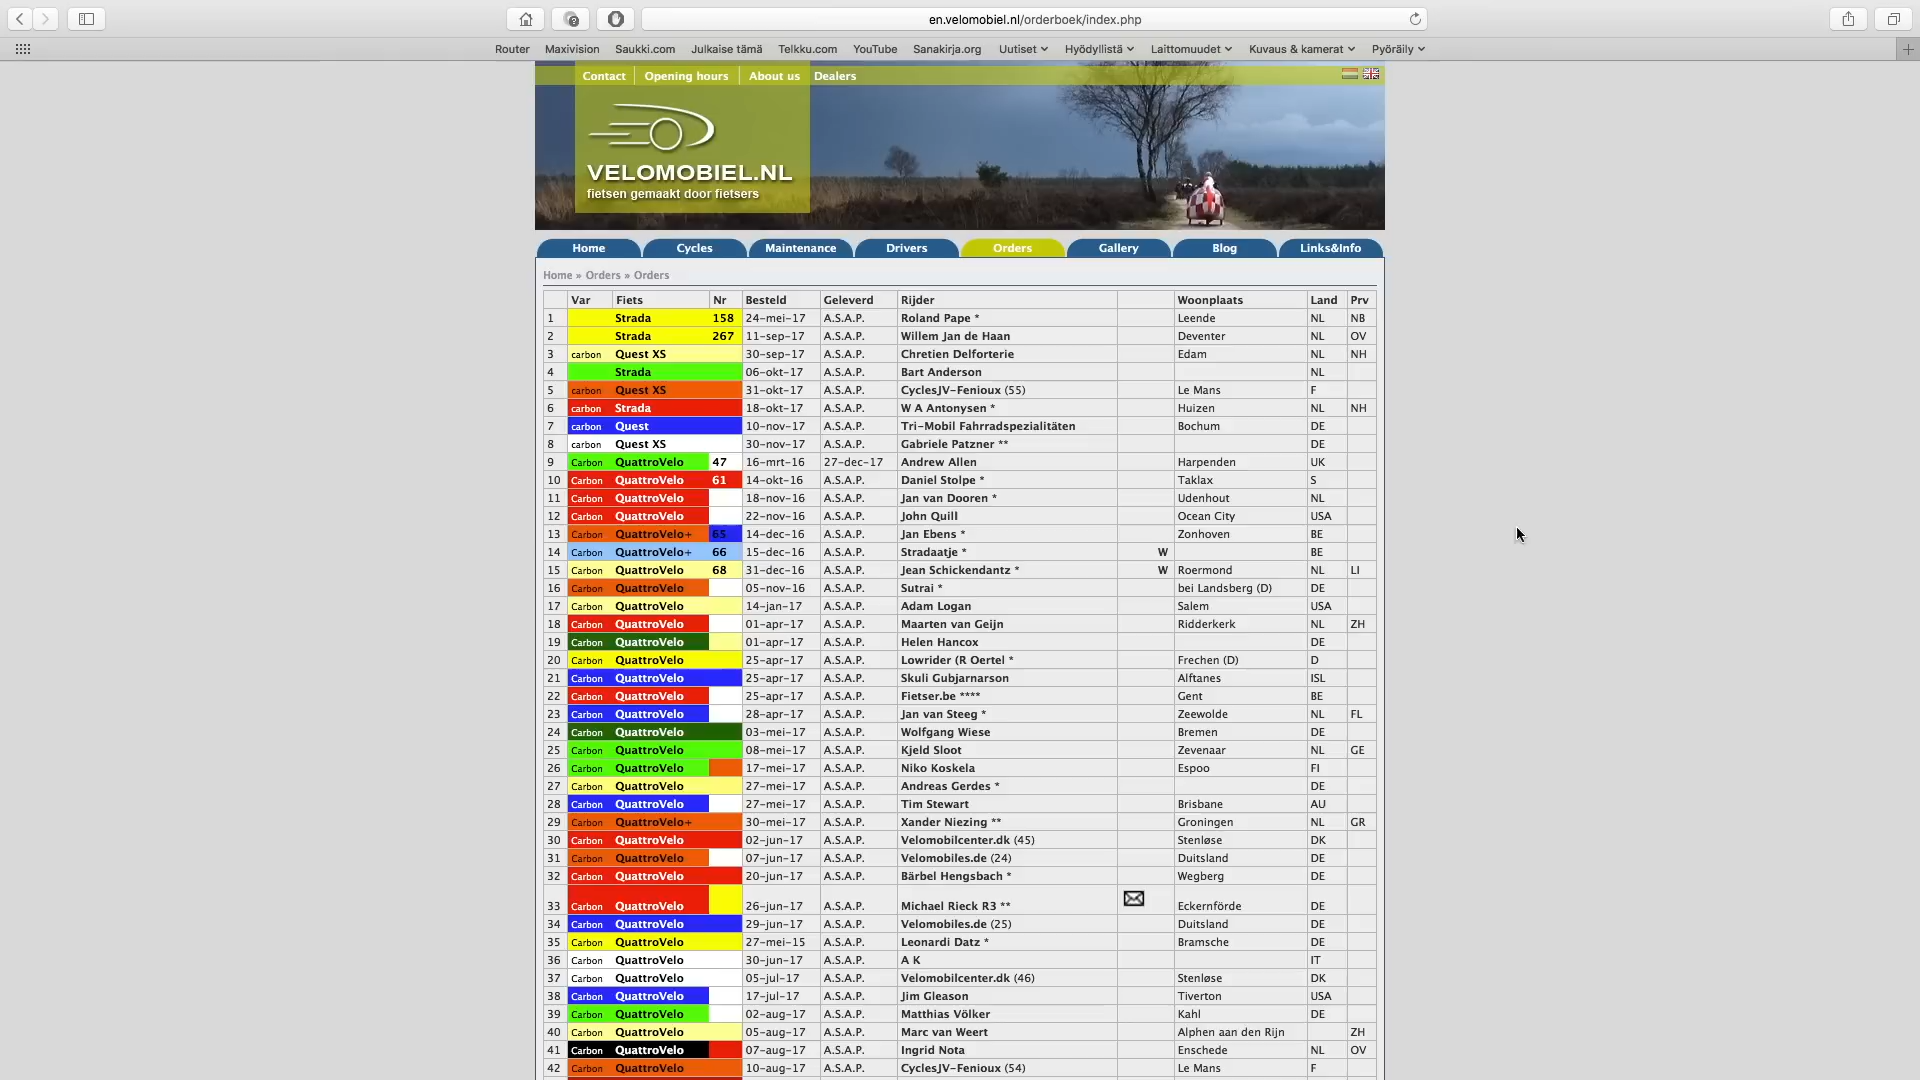 en.velomobiel.nl/orderboek/index.php
Router Maxivision Saukki.com Julkaise tämä Telkku.com YouTube Sanakirja.org Uutiset Hyödyllistä Laittomuudet Kuvaus & kamerat Pyöräily
Contact Opening hours About us Dealers
VELOMOBIEL.NL
fietsen gemaakt door fietsers
Home Cycles Maintenance Drivers Orders Gallery Blog Links&Info
Home » Orders » Orders
Var Fiets Nr Besteld Geleverd Rijder Woonplaats Land Prv
1 Strada 158 24-mei-17 A.S.A.P. Roland Pape * Leende NL NB
2 Strada 267 11-sep-17 A.S.A.P. Willem Jan de Haan Deventer NL OV
3 carbon Quest XS 30-sep-17 A.S.A.P. Chretien Delforterie Edam NL NH
4 Strada 06-okt-17 A.S.A.P. Bart Anderson NL
5 carbon Quest XS 31-okt-17 A.S.A.P. CyclesJV-Fenioux (55) Le Mans F
6 carbon Strada 18-okt-17 A.S.A.P. W A Antonysen * Huizen NL NH
7 carbon Quest 10-nov-17 A.S.A.P. Tri-Mobil Fahrradspezialitäten Bochum DE
8 carbon Quest XS 30-nov-17 A.S.A.P. Gabriele Patzner ** DE
9 Carbon QuattroVelo 47 16-mrt-16 27-dec-17 Andrew Allen Harpenden UK
10 Carbon QuattroVelo 61 14-okt-16 A.S.A.P. Daniel Stolpe * Taklax S
11 Carbon QuattroVelo 18-nov-16 A.S.A.P. Jan van Dooren * Udenhout NL
12 Carbon QuattroVelo 22-nov-16 A.S.A.P. John Quill Ocean City USA
13 Carbon QuattroVelo+ 65 14-dec-16 A.S.A.P. Jan Ebens * Zonhoven BE
14 Carbon QuattroVelo+ 66 15-dec-16 A.S.A.P. Stradaatje * W BE
15 Carbon QuattroVelo 68 31-dec-16 A.S.A.P. Jean Schickendantz * W Roermond NL LI
16 Carbon QuattroVelo 05-nov-16 A.S.A.P. Sutrai * bei Landsberg (D) DE
17 Carbon QuattroVelo 14-jan-17 A.S.A.P. Adam Logan Salem USA
18 Carbon QuattroVelo 01-apr-17 A.S.A.P. Maarten van Geijn Ridderkerk NL ZH
19 Carbon QuattroVelo 01-apr-17 A.S.A.P. Helen Hancox DE
20 Carbon QuattroVelo 25-apr-17 A.S.A.P. Lowrider (R Oertel * Frechen (D) D
21 Carbon QuattroVelo 25-apr-17 A.S.A.P. Skuli Gubjarnarson Alftanes ISL
22 Carbon QuattroVelo 25-apr-17 A.S.A.P. Fietser.be **** Gent BE
23 Carbon QuattroVelo 28-apr-17 A.S.A.P. Jan van Steeg * Zeewolde NL FL
24 Carbon QuattroVelo 03-mei-17 A.S.A.P. Wolfgang Wiese Bremen DE
25 Carbon QuattroVelo 08-mei-17 A.S.A.P. Kjeld Sloot Zevenaar NL GE
26 Carbon QuattroVelo 17-mei-17 A.S.A.P. Niko Koskela Espoo FI
27 Carbon QuattroVelo 27-mei-17 A.S.A.P. Andreas Gerdes * DE
28 Carbon QuattroVelo 27-mei-17 A.S.A.P. Tim Stewart Brisbane AU
29 Carbon QuattroVelo+ 30-mei-17 A.S.A.P. Xander Niezing ** Groningen NL GR
30 Carbon QuattroVelo 02-jun-17 A.S.A.P. Velomobilcenter.dk (45) Stenløse DK
31 Carbon QuattroVelo 07-jun-17 A.S.A.P. Velomobiles.de (24) Duitsland DE
32 Carbon QuattroVelo 20-jun-17 A.S.A.P. Bärbel Hengsbach * Wegberg DE
33 Carbon QuattroVelo 26-jun-17 A.S.A.P. Michael Rieck R3 ** Eckernförde DE
34 Carbon QuattroVelo 29-jun-17 A.S.A.P. Velomobiles.de (25) Duitsland DE
35 Carbon QuattroVelo 27-mei-15 A.S.A.P. Leonardi Datz * Bramsche DE
36 Carbon QuattroVelo 30-jun-17 A.S.A.P. A K IT
37 Carbon QuattroVelo 05-jul-17 A.S.A.P. Velomobilcenter.dk (46) Stenløse DK
38 Carbon QuattroVelo 17-jul-17 A.S.A.P. Jim Gleason Tiverton USA
39 Carbon QuattroVelo 02-aug-17 A.S.A.P. Matthias Völker Kahl DE
40 Carbon QuattroVelo 05-aug-17 A.S.A.P. Marc van Weert Alphen aan den Rijn ZH
41 Carbon QuattroVelo 07-aug-17 A.S.A.P. Ingrid Nota Enschede NL OV
42 Carbon QuattroVelo 10-aug-17 A.S.A.P. CyclesJV-Fenioux (54) Le Mans F